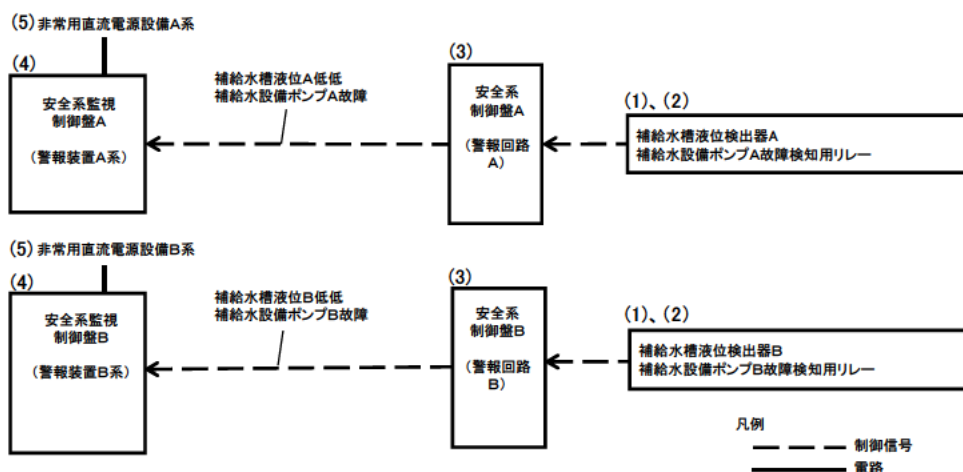 (5) 非常用直流電源設備A系
(4)
安全系監視
制御盤A
(警報装置A系)
補給水槽液位A低低
補給水設備ポンプA故障
(3)
安全系
制御盤A
(警報回路
A)
(1)、(2)
補給水槽液位検出器A
補給水設備ポンプA故障検知用リレー
(5) 非常用直流電源設備B系
(4)
安全系監視
制御盤B
(警報装置B系)
補給水槽液位B低低
補給水設備ポンプB故障
(3)
安全系
制御盤B
(警報回路
B)
(1)、(2)
補給水槽液位検出器B
補給水設備ポンプB故障検知用リレー
凡例
制御信号
電路